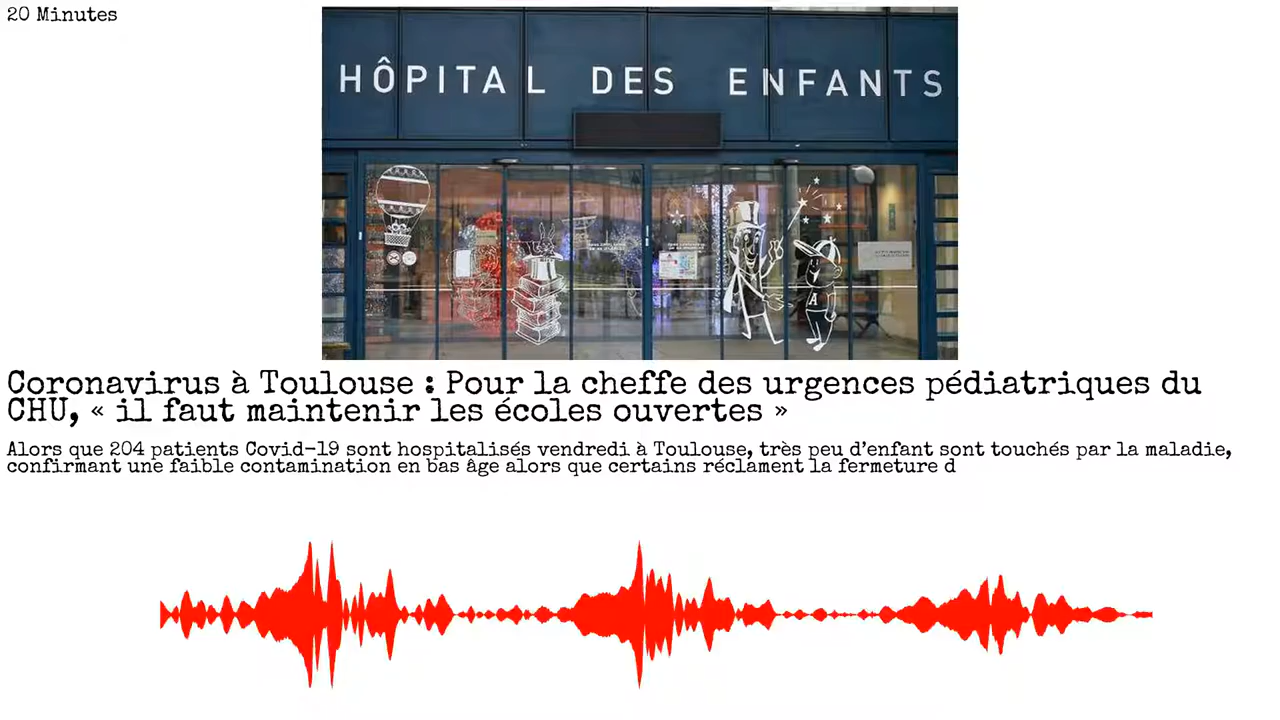 20 Minutes
HÔPITAL DES ENFANTS
Coronavirus à Toulouse : Pour la cheffe des urgences pédiatriques du
CHU, « il faut maintenir les écoles ouvertes »
Alors que 204 patients Covid-19 sont hospitalisés vendredi à Toulouse, très peu d'enfant sont touchés par la maladie,
confirmant une faible contamination en bas âge alors que certains réclament la fermeture d